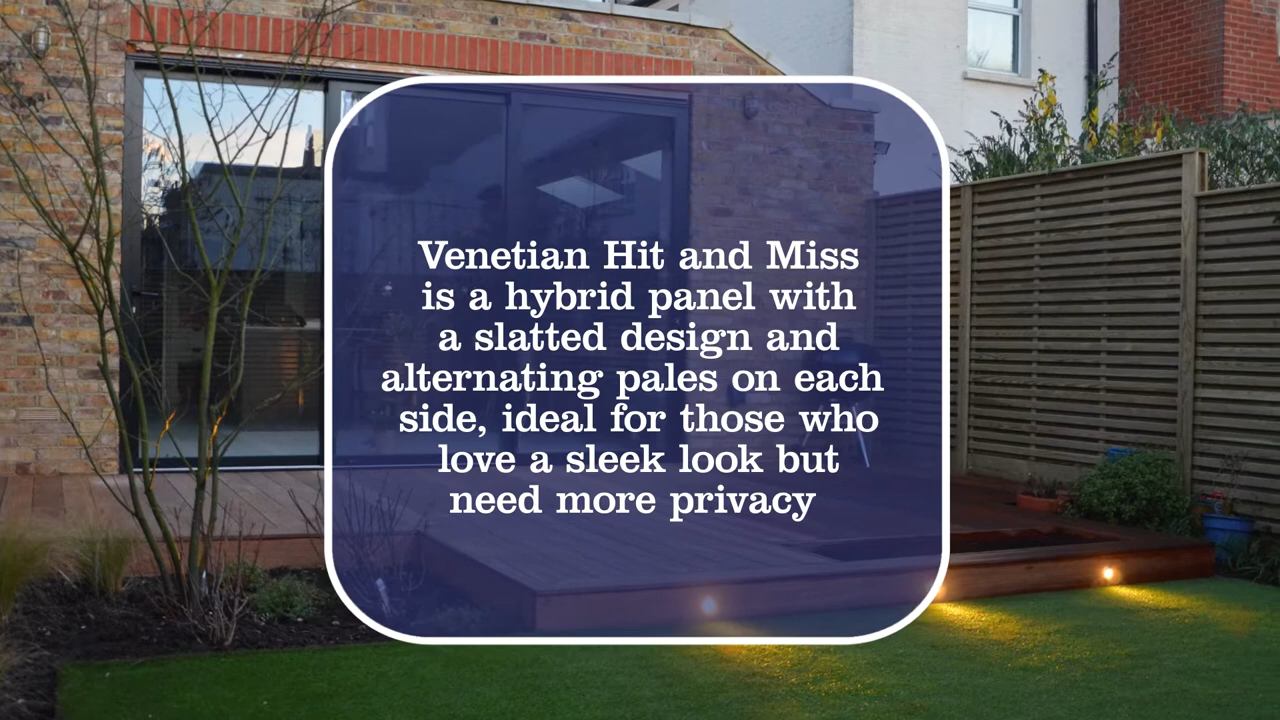 Venetian Hit and Miss
is a hybrid panel with
a slatted design and
alternating pales on each
side, ideal for those who
love a sleek look but
need more privacy